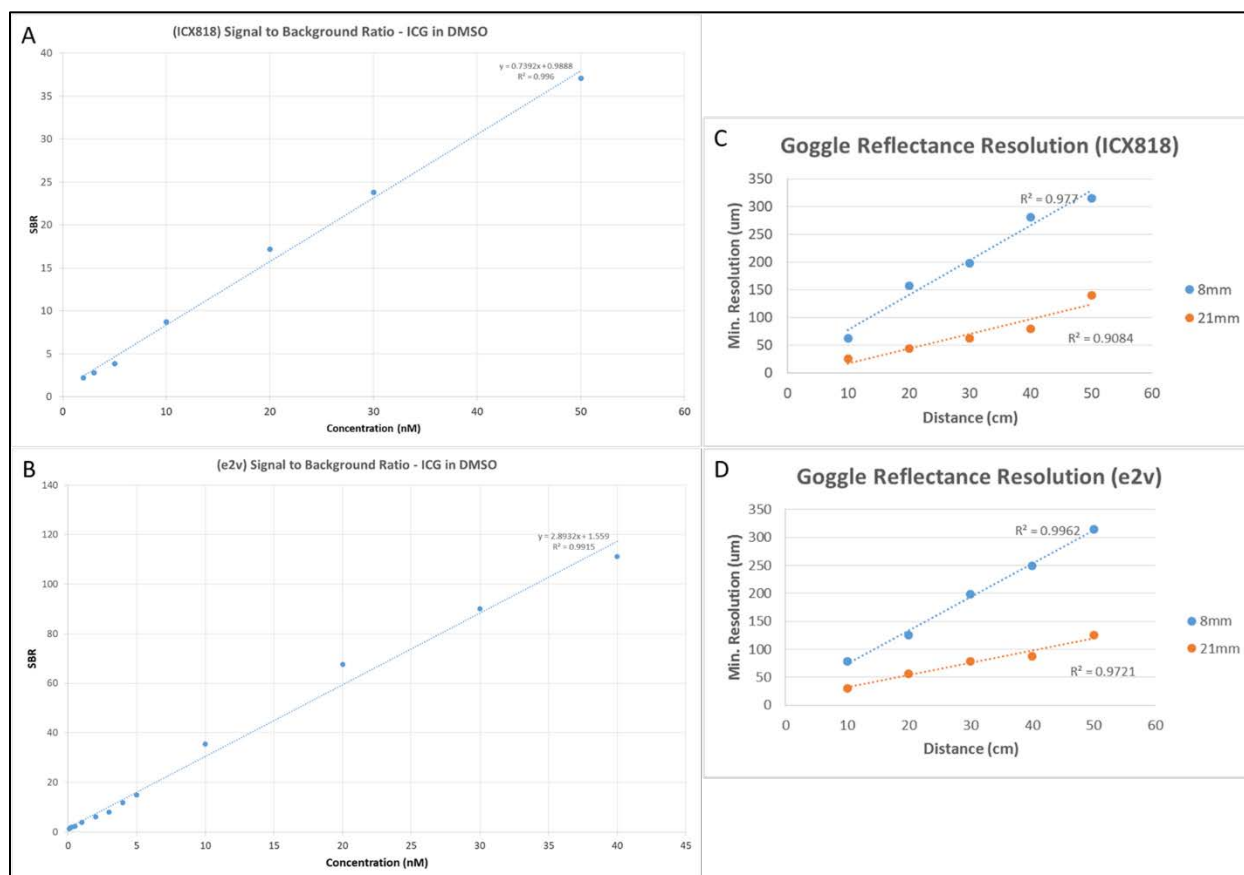 A
(ICX818) Signal to Background Ratio - ICG in DMSO
40
35
30
25
20
15
10
5
0
SBR
y = 0.7392x + 0.9888
R² = 0.996
0 10 20 30 40 50 60
Concentration (nM)
B
(e2v) Signal to Background Ratio - ICG in DMSO
140
120
100
80
60
40
20
0
SBR
y = 2.8932x + 1.559
R² = 0.9915
0 5 10 15 20 25 30 35 40 45
Concentration (nM)
C
Goggle Reflectance Resolution (ICX818)
350
300
250
200
150
100
50
0
Min. Resolution (um)
R² = 0.977
R² = 0.9084
8mm
21mm
0 10 20 30 40 50 60
Distance (cm)
D
Goggle Reflectance Resolution (e2v)
350
300
250
200
150
100
50
0
Min. Resolution (um)
R² = 0.9962
R² = 0.9721
8mm
21mm
0 10 20 30 40 50 60
Distance (cm)